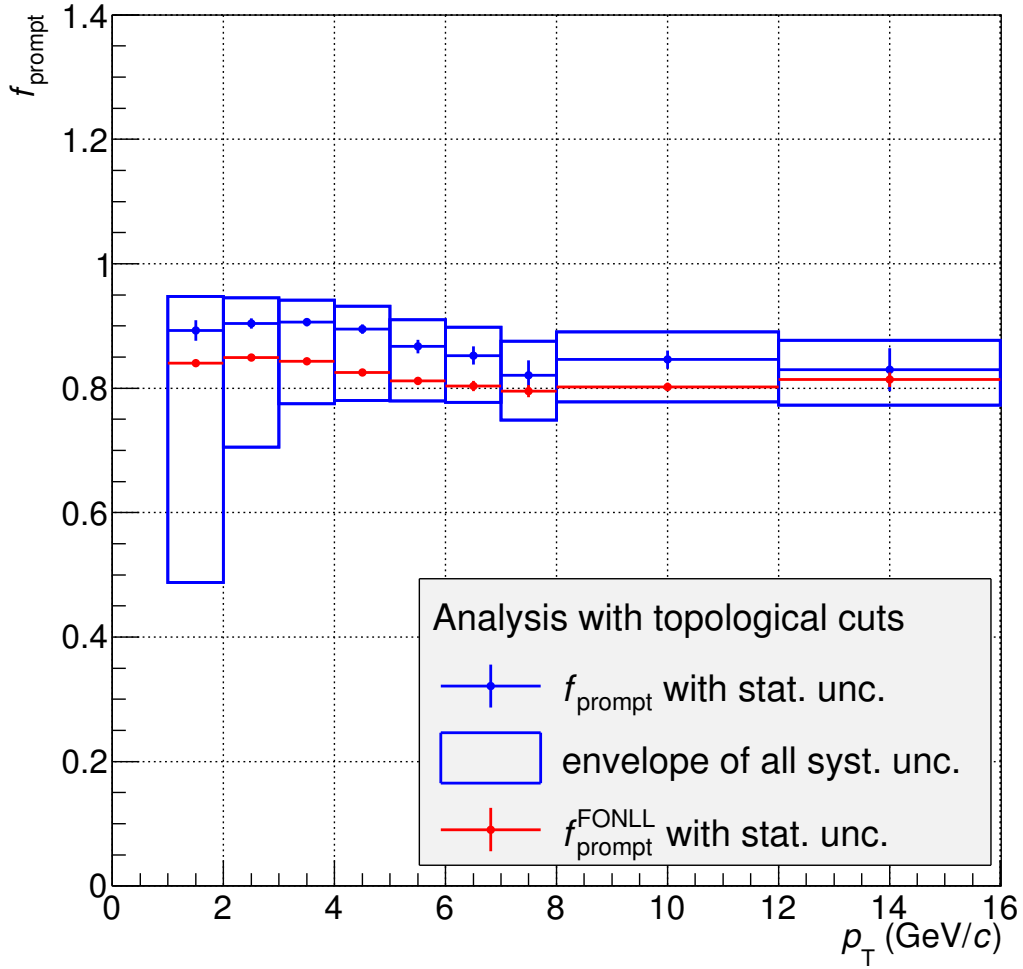 f_prompt
1.4
1.2
1
0.8
0.6
0.4
0.2
0
Analysis with topological cuts
f_prompt with stat. unc.
envelope of all syst. unc.
f_prompt^FONLL with stat. unc.
0 2 4 6 8 10 12 14 16
p_T (GeV/c)